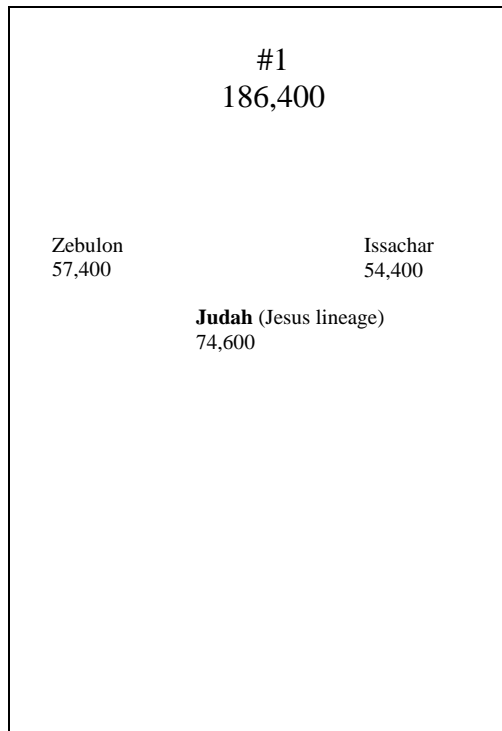 #1
186,400
Zebulon
57,400
Issachar
54,400
Judah (Jesus lineage)
74,600